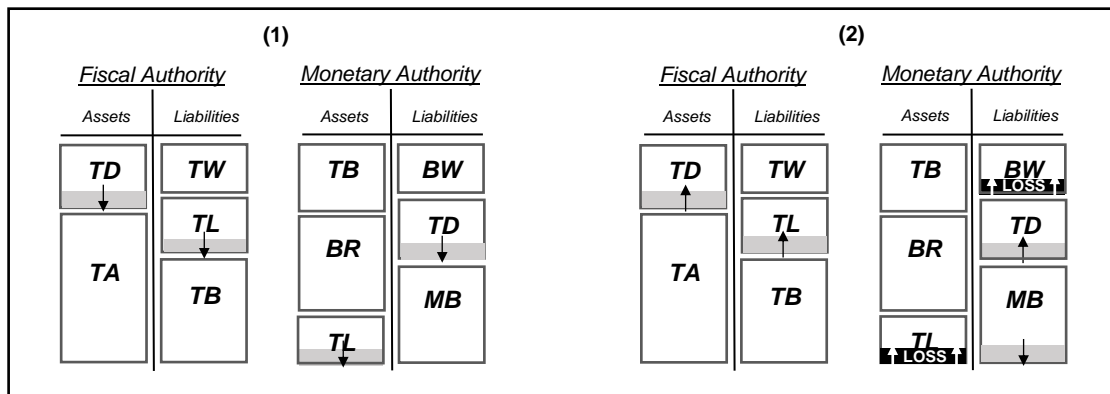 (1)
Fiscal Authority
Assets
Liabilities
TD
TA
TW
TL
TB
Monetary Authority
Assets
Liabilities
TB
BR
TL
BW
TD
MB
(2)
Fiscal Authority
Assets
Liabilities
TD
TA
TW
TL
TB
Monetary Authority
Assets
Liabilities
TB
BR
TL
LOSS
BW
LOSS
TD
MB